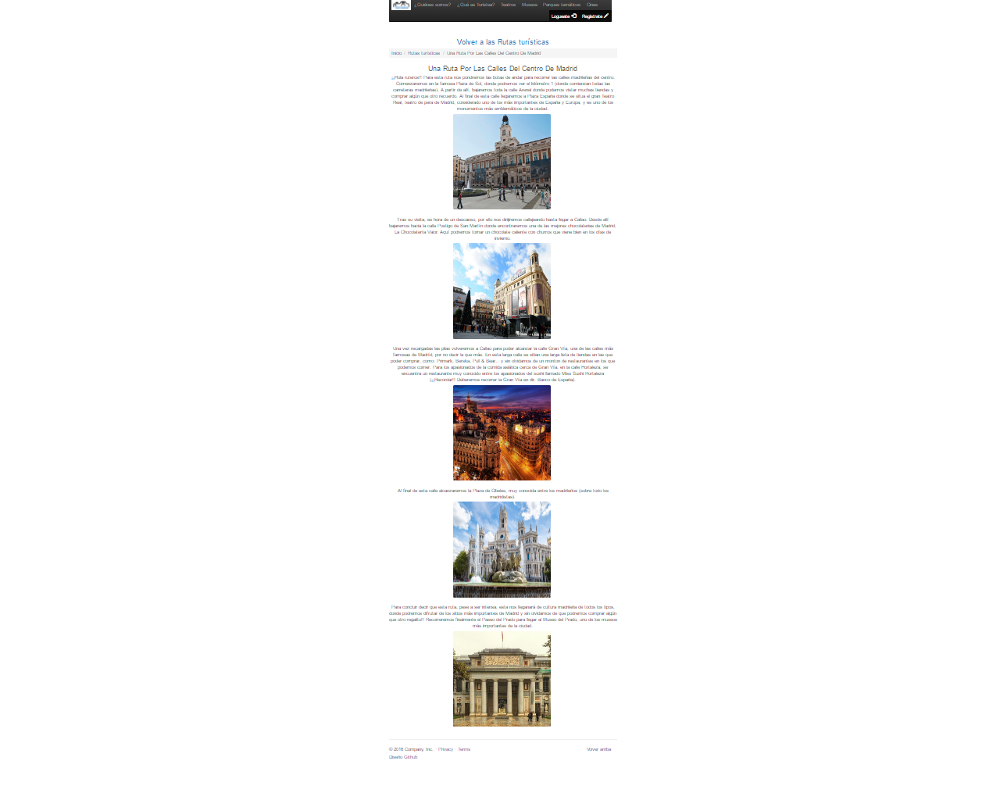 ¿Quiénes somos? ¿Qué es Turistea? Teatros Museos Parques temáticos Cines
Loguеate Registrate
Volver a las Rutas turísticas
Inicio / Rutas turísticas / Una Ruta Por Las Calles Del Centro De Madrid
Una Ruta Por Las Calles Del Centro De Madrid
¡¡Hola ruteros!! Para esta ruta nos pondremos las botas de andar para recorrer las calles madrileñas del centro.
Comenzaremos en la famosa Plaza de Sol, donde podremos ver el kilómetro 1 (donde comienzan todas las
carreteras madrileñas). A partir de allí, bajaremos toda la calle Arenal donde podemos vistar muchas tiendas y
comprar algún que otro recuerdo. Al final de esta calle llegaremos a Plaza España donde se situa el gran Teatro
Real, teatro de pera de Madrid, considerado uno de los más importantes de España y Europa, y es uno de los
monumentos más emblemáticos de la ciudad.
Tras su visita, es hora de un descanso, por ello nos dirijiremos callejeando hasta llegar a Callao. Desde allí
bajaremos hacia la calle Postigo de San Martín donde encontraremos una de las mejores chocolaterías de Madrid,
La Chocolatería Valor. Aquí podremos tomar un chocolate caliente con churros que viene bien en los días de
invierno.
Una vez recargadas las pilas volveremos a Callao para poder alcanzar la calle Gran Vía, una de las calles más
famosas de Madrid, por no decir la que más. En esta larga calle se sitúan una larga lista de tiendas en las que
poder comprar, como: Primark, Berska, Pull & Bear... y sin olvidarnos de un monton de restaurantes en los que
podemos comer. Para los apasionados de la comida asiática cerca de Gran Vía, en la calle Hortaleza, se
encuentra un restaurante muy conocido entre los apasionados del sushi llamado Miss Sushi Hortaleza
(¡¡Recordar!! Deberemos recorrer la Gran Vía en dir. Banco de España).
Al final de esta calle alcanzaremos la Plaza de Cibeles, muy conocida entre los madrileños (sobre todo los
madridistas).
Para concluir decir que esta ruta, pese a ser intensa, esta nos lleganará de cultura madrileña de todos los tipos,
donde podremos difrutar de los sitios más importantes de Madrid y sin olvidarnos de que podremos comprar algún
que otro regalito!! Recorreremos finalmente el Paseo del Prado para llegar al Museo del Prado, uno de los museos
más importantes de la ciudad.
© 2016 Company, Inc. · Privacy · Terms Volver arriba
Diseño Github